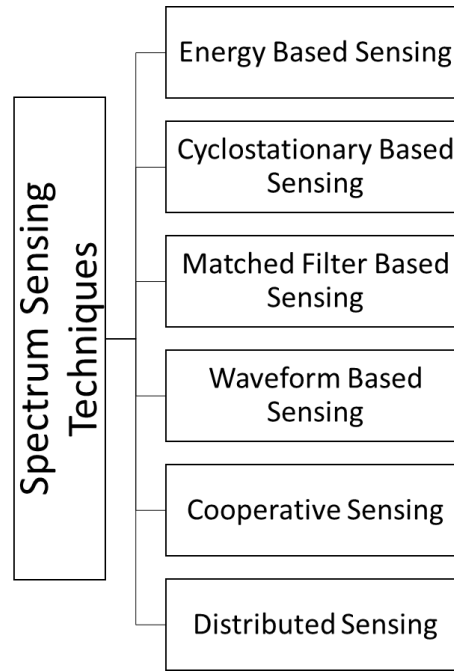 Spectrum Sensing
Techniques
Energy Based Sensing
Cyclostationary Based
Sensing
Matched Filter Based
Sensing
Waveform Based
Sensing
Cooperative Sensing
Distributed Sensing